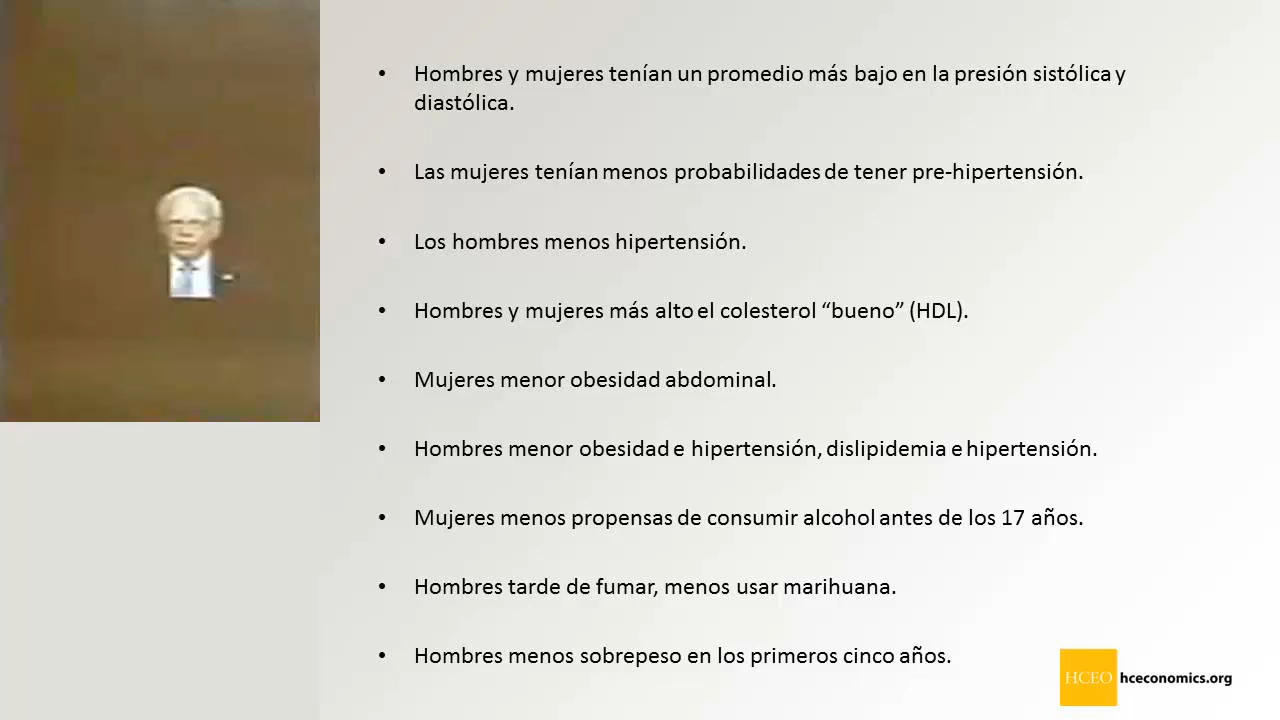 • Hombres y mujeres tenían un promedio más bajo en la presión sistólica y
diastólica.
• Las mujeres tenían menos probabilidades de tener pre-hipertensión.
• Los hombres menos hipertensión.
• Hombres y mujeres más alto el colesterol “bueno” (HDL).
• Mujeres menor obesidad abdominal.
• Hombres menor obesidad e hipertensión, dislipidemia e hipertensión.
• Mujeres menos propensas de consumir alcohol antes de los 17 años.
• Hombres tarde de fumar, menos usar marihuana.
• Hombres menos sobrepeso en los primeros cinco años.
HCEO hceconomics.org